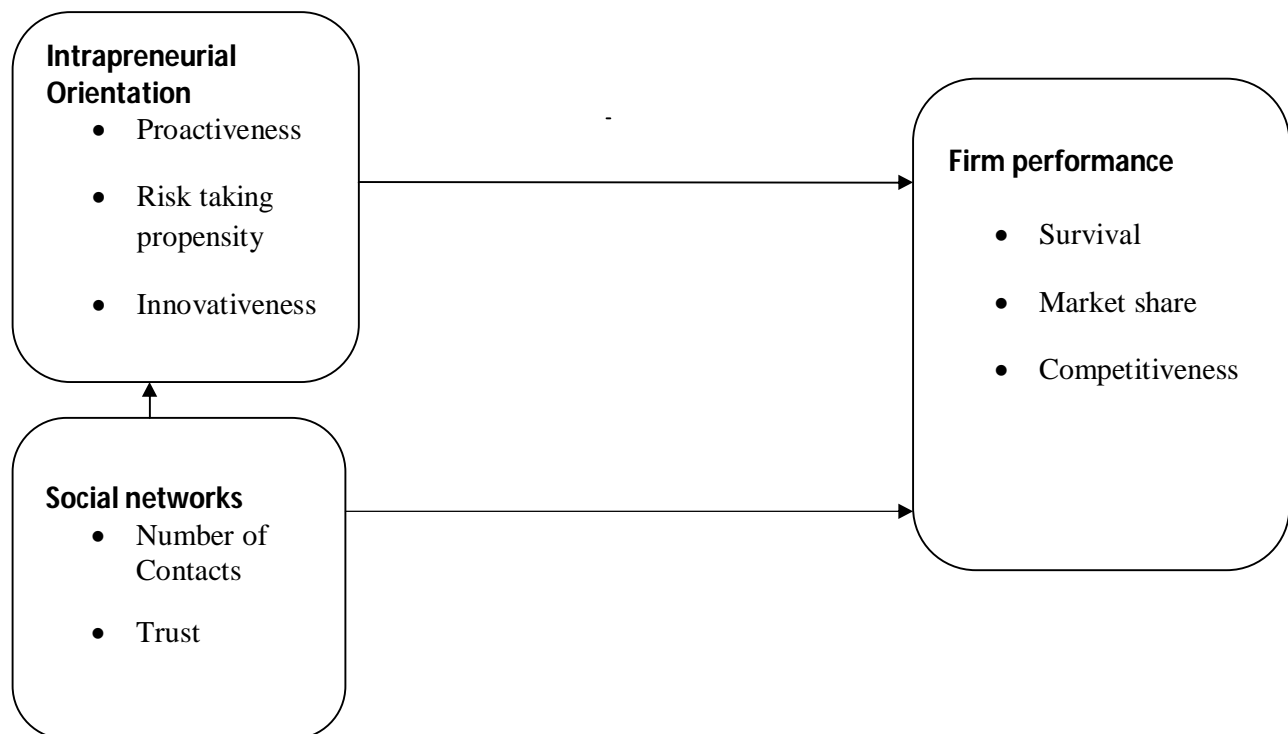 Intrapreneurial
Orientation
• Proactiveness
• Risk taking
propensity
• Innovativeness
-
Firm performance
• Survival
• Market share
• Competitiveness
Social networks
• Number of
Contacts
• Trust